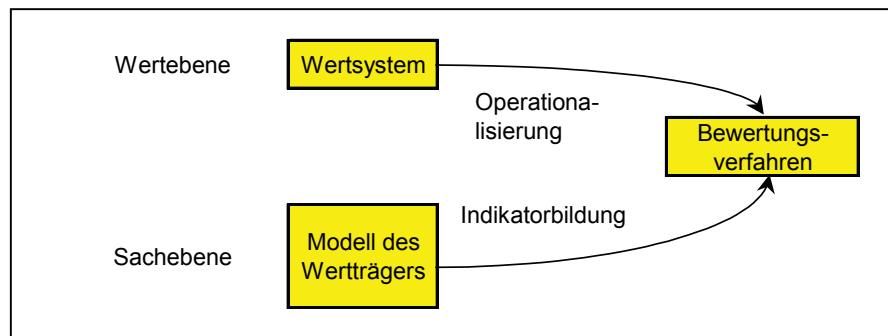 Wertebene
Wertsystem
Operationa-
lisierung
Bewertungs-
verfahren
Indikatorbildung
Sachebene
Modell des
Wertträgers